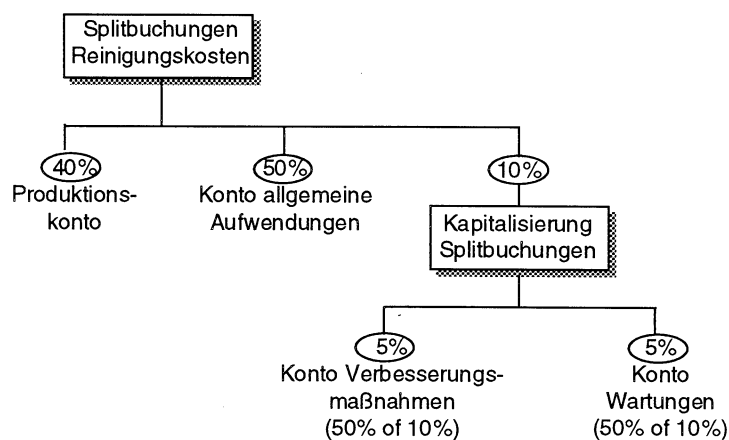 Splitbuchungen
Reinigungskosten
40%
Produktions-
konto
50%
Konto allgemeine
Aufwendungen
10%
Kapitalisierung
Splitbuchungen
5%
Konto Verbesserungs-
maßnahmen
(50% of 10%)
5%
Konto
Wartungen
(50% of 10%)